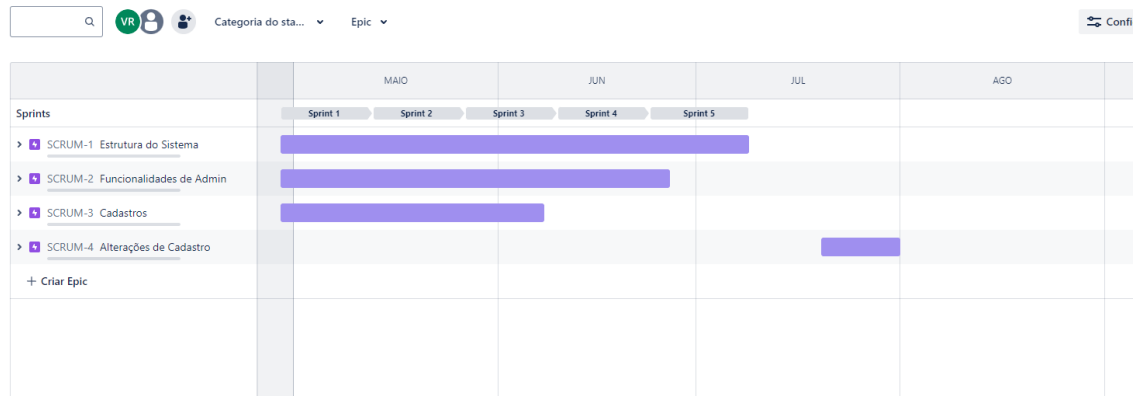 VR Categoria do sta... Epic Confi
MAIO JUN JUL AGO
Sprints Sprint 1 Sprint 2 Sprint 3 Sprint 4 Sprint 5
SCRUM-1 Estrutura do Sistema
SCRUM-2 Funcionalidades de Admin
SCRUM-3 Cadastros
SCRUM-4 Alterações de Cadastro
+ Criar Epic